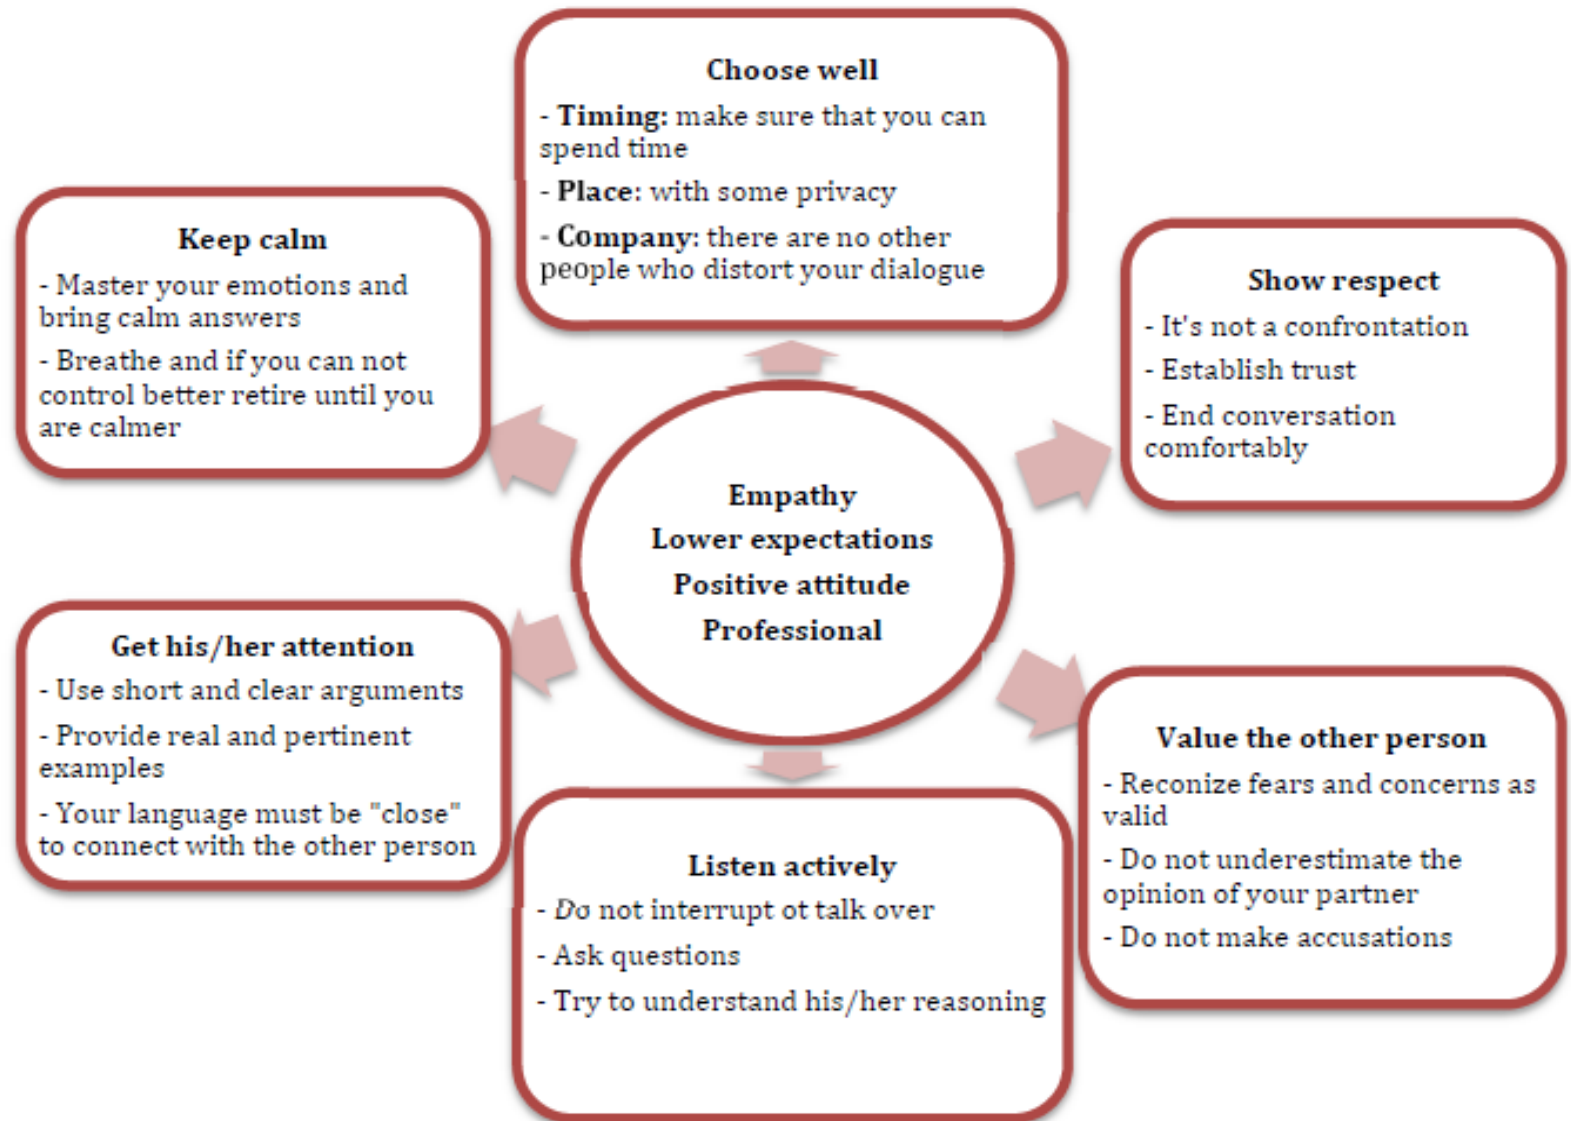 Choose well
- Timing: make sure that you can
spend time
- Place: with some privacy
- Company: there are no other
people who distort your dialogue
Keep calm
- Master your emotions and
bring calm answers
- Breathe and if you can not
control better retire until you
are calmer
Show respect
- It's not a confrontation
- Establish trust
- End conversation
comfortably
Empathy
Lower expectations
Positive attitude
Professional
Get his/her attention
- Use short and clear arguments
- Provide real and pertinent
examples
- Your language must be "close"
to connect with the other person
Value the other person
- Reconize fears and concerns as
valid
- Do not underestimate the
opinion of your partner
- Do not make accusations
Listen actively
- Do not interrupt ot talk over
- Ask questions
- Try to understand his/her reasoning